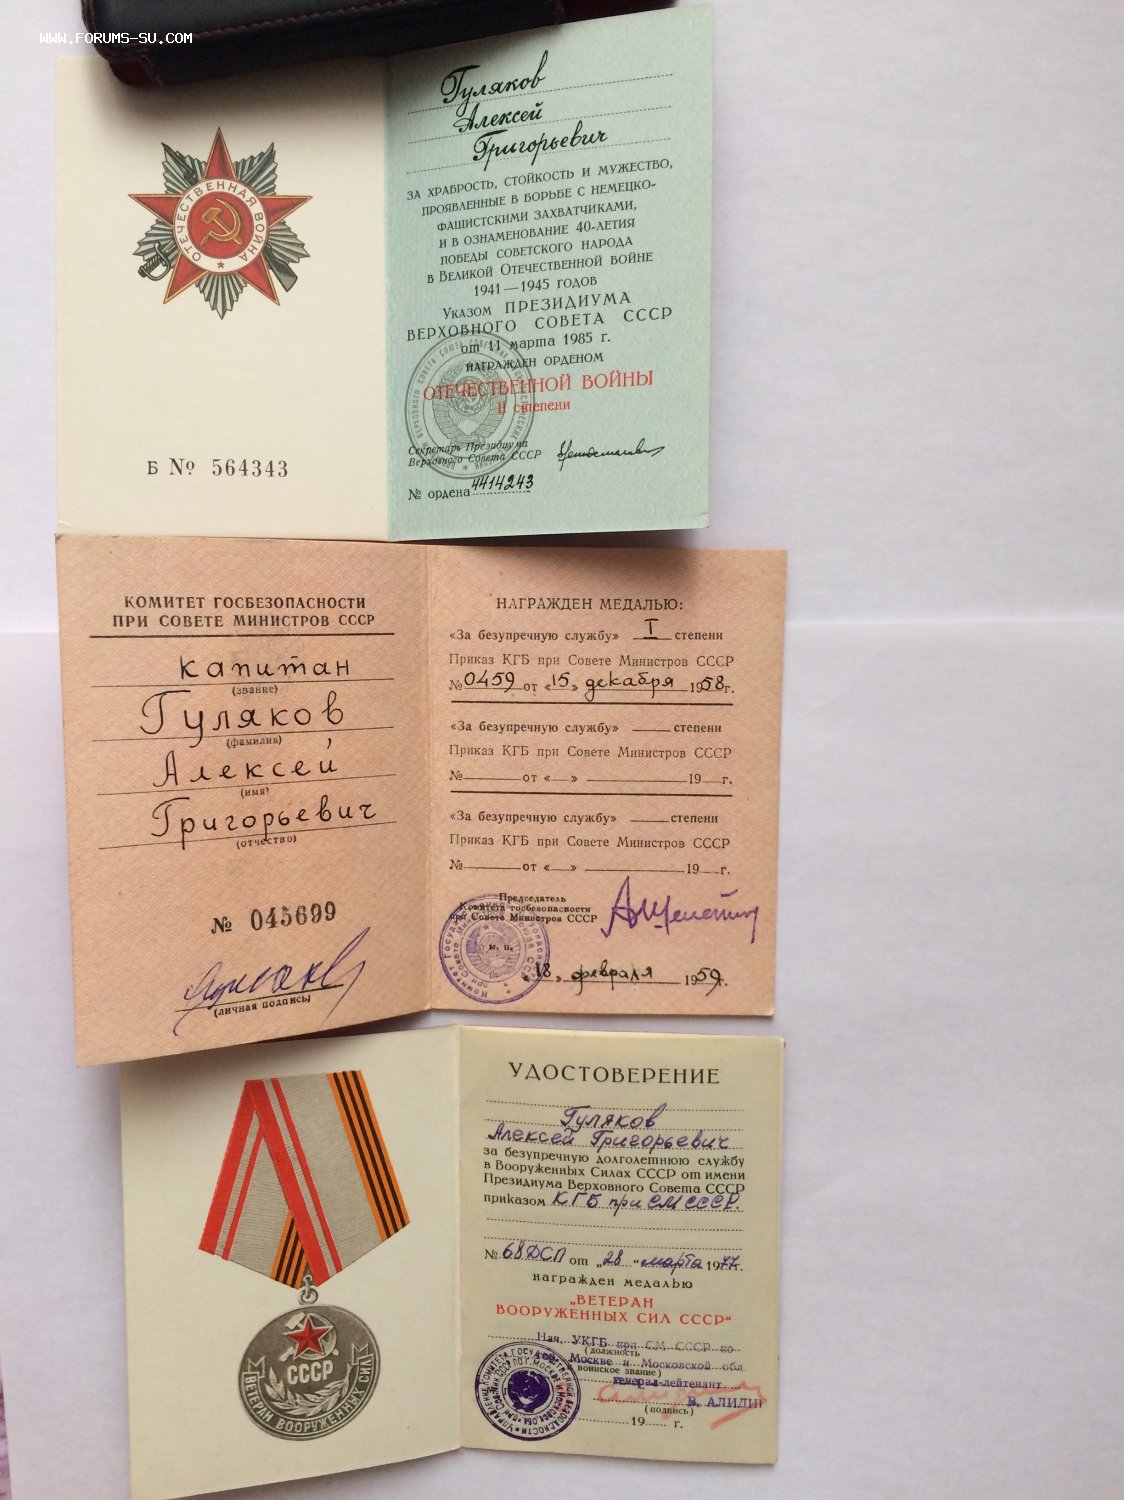 WWW.FORUMS-SU.COM
ОТЕЧЕСТВЕННАЯ ВОЙНА
Б № 564343
Гуляков
Алексей
Григорьевич
ЗА ХРАБРОСТЬ, СТОЙКОСТЬ И МУЖЕСТВО,
ПРОЯВЛЕННЫЕ В БОРЬБЕ С НЕМЕЦКО-
ФАШИСТСКИМИ ЗАХВАТЧИКАМИ,
И В ОЗНАМЕНОВАНИЕ 40-ЛЕТИЯ
ПОБЕДЫ СОВЕТСКОГО НАРОДА
В ВЕЛИКОЙ ОТЕЧЕСТВЕННОЙ ВОЙНЕ
1941—1945 ГОДОВ
УКАЗОМ ПРЕЗИДИУМА
ВЕРХОВНОГО СОВЕТА СССР
от 11 марта 1985 г.
НАГРАЖДЕН ОРДЕНОМ
ОТЕЧЕСТВЕННОЙ ВОЙНЫ
II степени
Секретарь Президиума
Верховного Совета СССР
№ ордена 4414243
КОМИТЕТ ГОСБЕЗОПАСНОСТИ
ПРИ СОВЕТЕ МИНИСТРОВ СССР
капитан
(звание)
Гуляков
(фамилия)
Алексей
(имя)
Григорьевич
(отчество)
№ 045699
(личная подпись)
НАГРАЖДЕН МЕДАЛЬЮ:
«За безупречную службу» I степени
Приказ КГБ при Совете Министров СССР
№ 0459 от «15» декабря 1958 г.
«За безупречную службу» степени
Приказ КГБ при Совете Министров СССР
№ от « » 19 г.
«За безупречную службу» степени
Приказ КГБ при Совете Министров СССР
№ от « » 19 г.
Председатель
Комитета госбезопасности
при Совете Министров СССР
м. п.
«18» февраля 1959 г.
СССР
ВЕТЕРАН ВООРУЖЕННЫХ СИЛ
УДОСТОВЕРЕНИЕ
Гуляков
Алексей Григорьевич
за безупречную долголетнюю службу
в Вооруженных Силах СССР от имени
Президиума Верховного Совета СССР
приказом КГБ при СМ СССР.
№ 68ДСП от „28“ марта 1977 г.
награжден медалью
„ВЕТЕРАН
ВООРУЖЕННЫХ СИЛ СССР“
Нач. УКГБ при СМ СССР по
(должность
гор. Москве и Московской обл
воинское звание)
генерал-лейтенант
В. АЛИДИН
(подпись)
19 г.